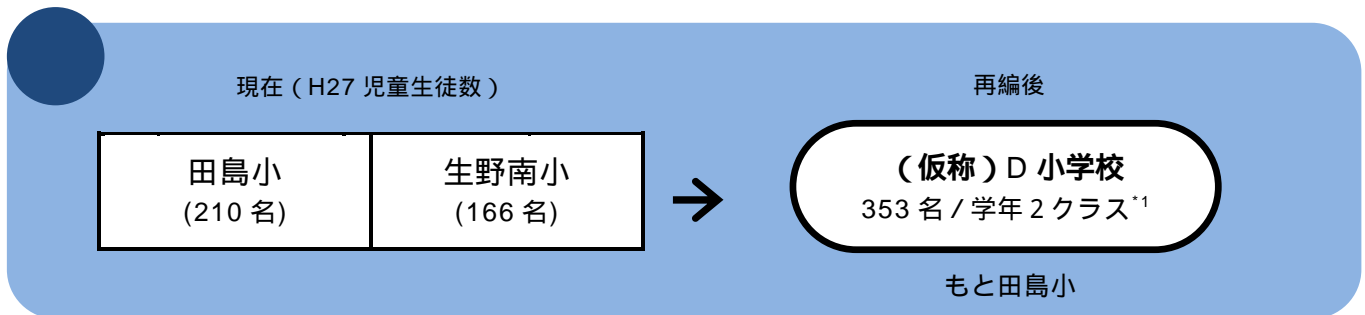 現在（H27 児童生徒数）
再編後
田島小
(210 名)
生野南小
(166 名)
→
（仮称）D 小学校
353 名 / 学年 2 クラス*1
もと田島小